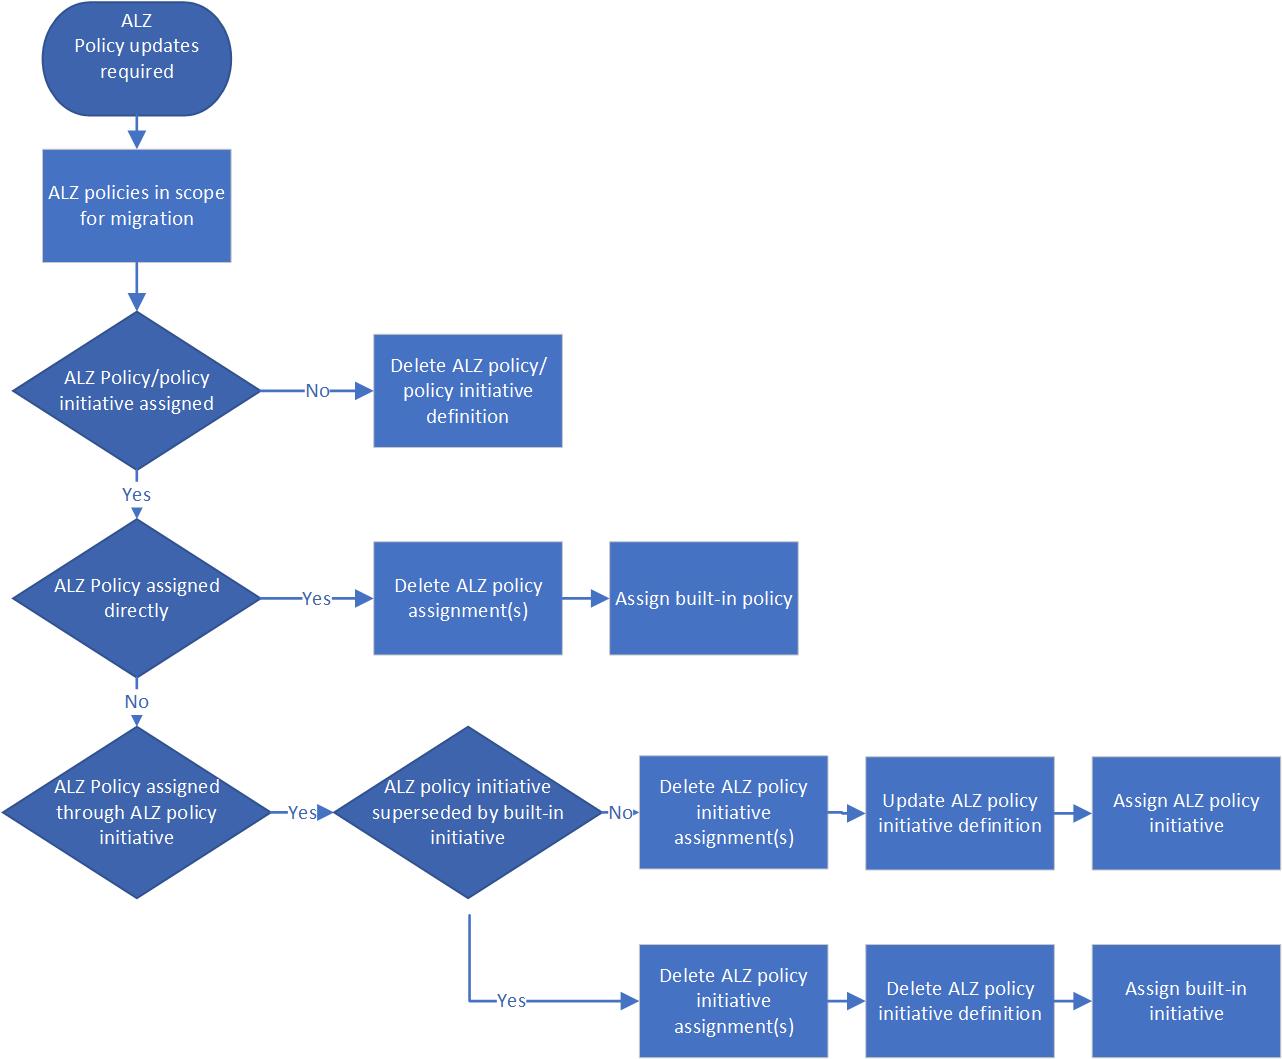 ALZ
Policy updates
required
ALZ policies in scope
for migration
ALZ Policy/policy
initiative assigned
No
Delete ALZ policy/
policy initiative
definition
Yes
ALZ Policy assigned
directly
Yes
Delete ALZ policy
assignment(s)
Assign built-in policy
No
ALZ Policy assigned
through ALZ policy
initiative
Yes
ALZ policy initiative
superseded by built-in
initiative
No
Delete ALZ policy
initiative
assignment(s)
Update ALZ policy
initiative definition
Assign ALZ policy
initiative
Yes
Delete ALZ policy
initiative
assignment(s)
Delete ALZ policy
initiative definition
Assign built-in
initiative